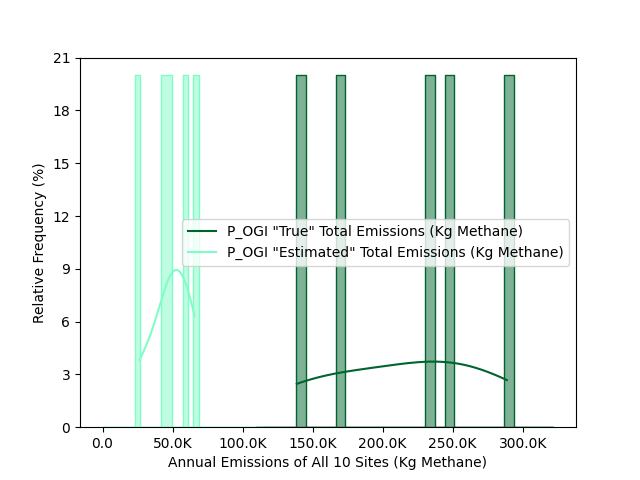 21
18
15
12
9
6
3
0
Relative Frequency (%)
P_OGI "True" Total Emissions (Kg Methane)
P_OGI "Estimated" Total Emissions (Kg Methane)
0.0 50.0K 100.0K 150.0K 200.0K 250.0K 300.0K
Annual Emissions of All 10 Sites (Kg Methane)